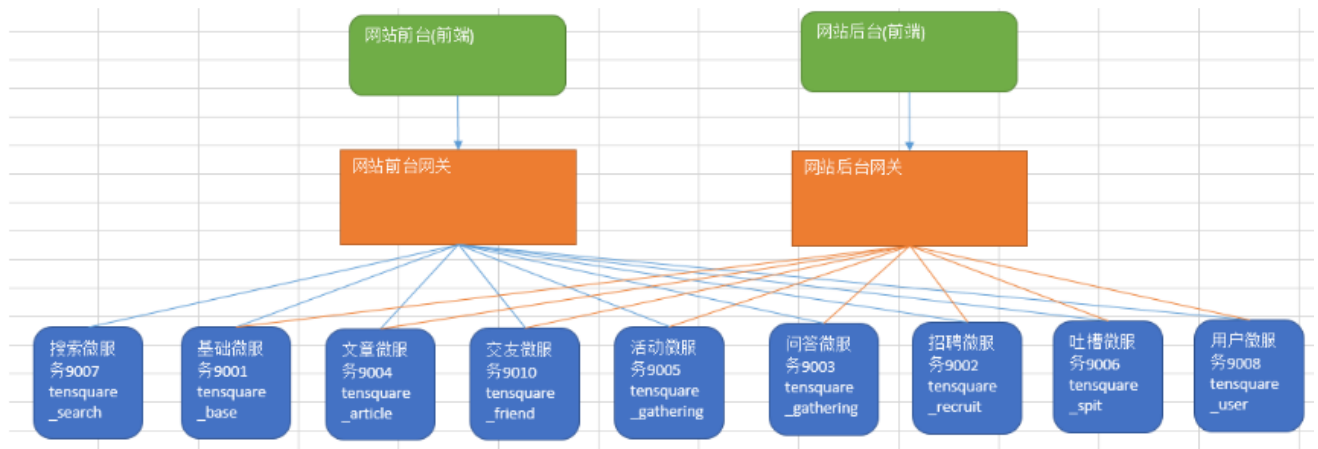 网站前台(前端)
网站后台(前端)
网站前台网关
网站后台网关
搜索微服
务9007
tensquare
_search
基础微服
务9001
tensquare
_base
文章微服
务9004
tensquare
_article
交友微服
务9010
tensquare
_friend
活动微服
务9005
tensquare
_gathering
问答微服
务9003
tensquare
_gathering
招聘微服
务9002
tensquare
_recruit
吐槽微服
务9006
tensquare
_spit
用户微服
务9008
tensquare
_user